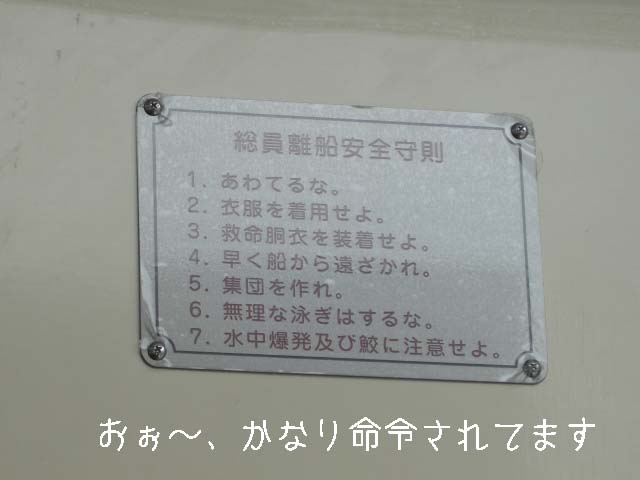 総員離船安全守則
1. あわてるな。
2. 衣服を着用せよ。
3. 救命胴衣を装着せよ。
4. 早く船から遠ざかれ。
5. 集団を作れ。
6. 無理な泳ぎはするな。
7. 水中爆発及び鮫に注意せよ。
おぉ～、かなり命令されてます